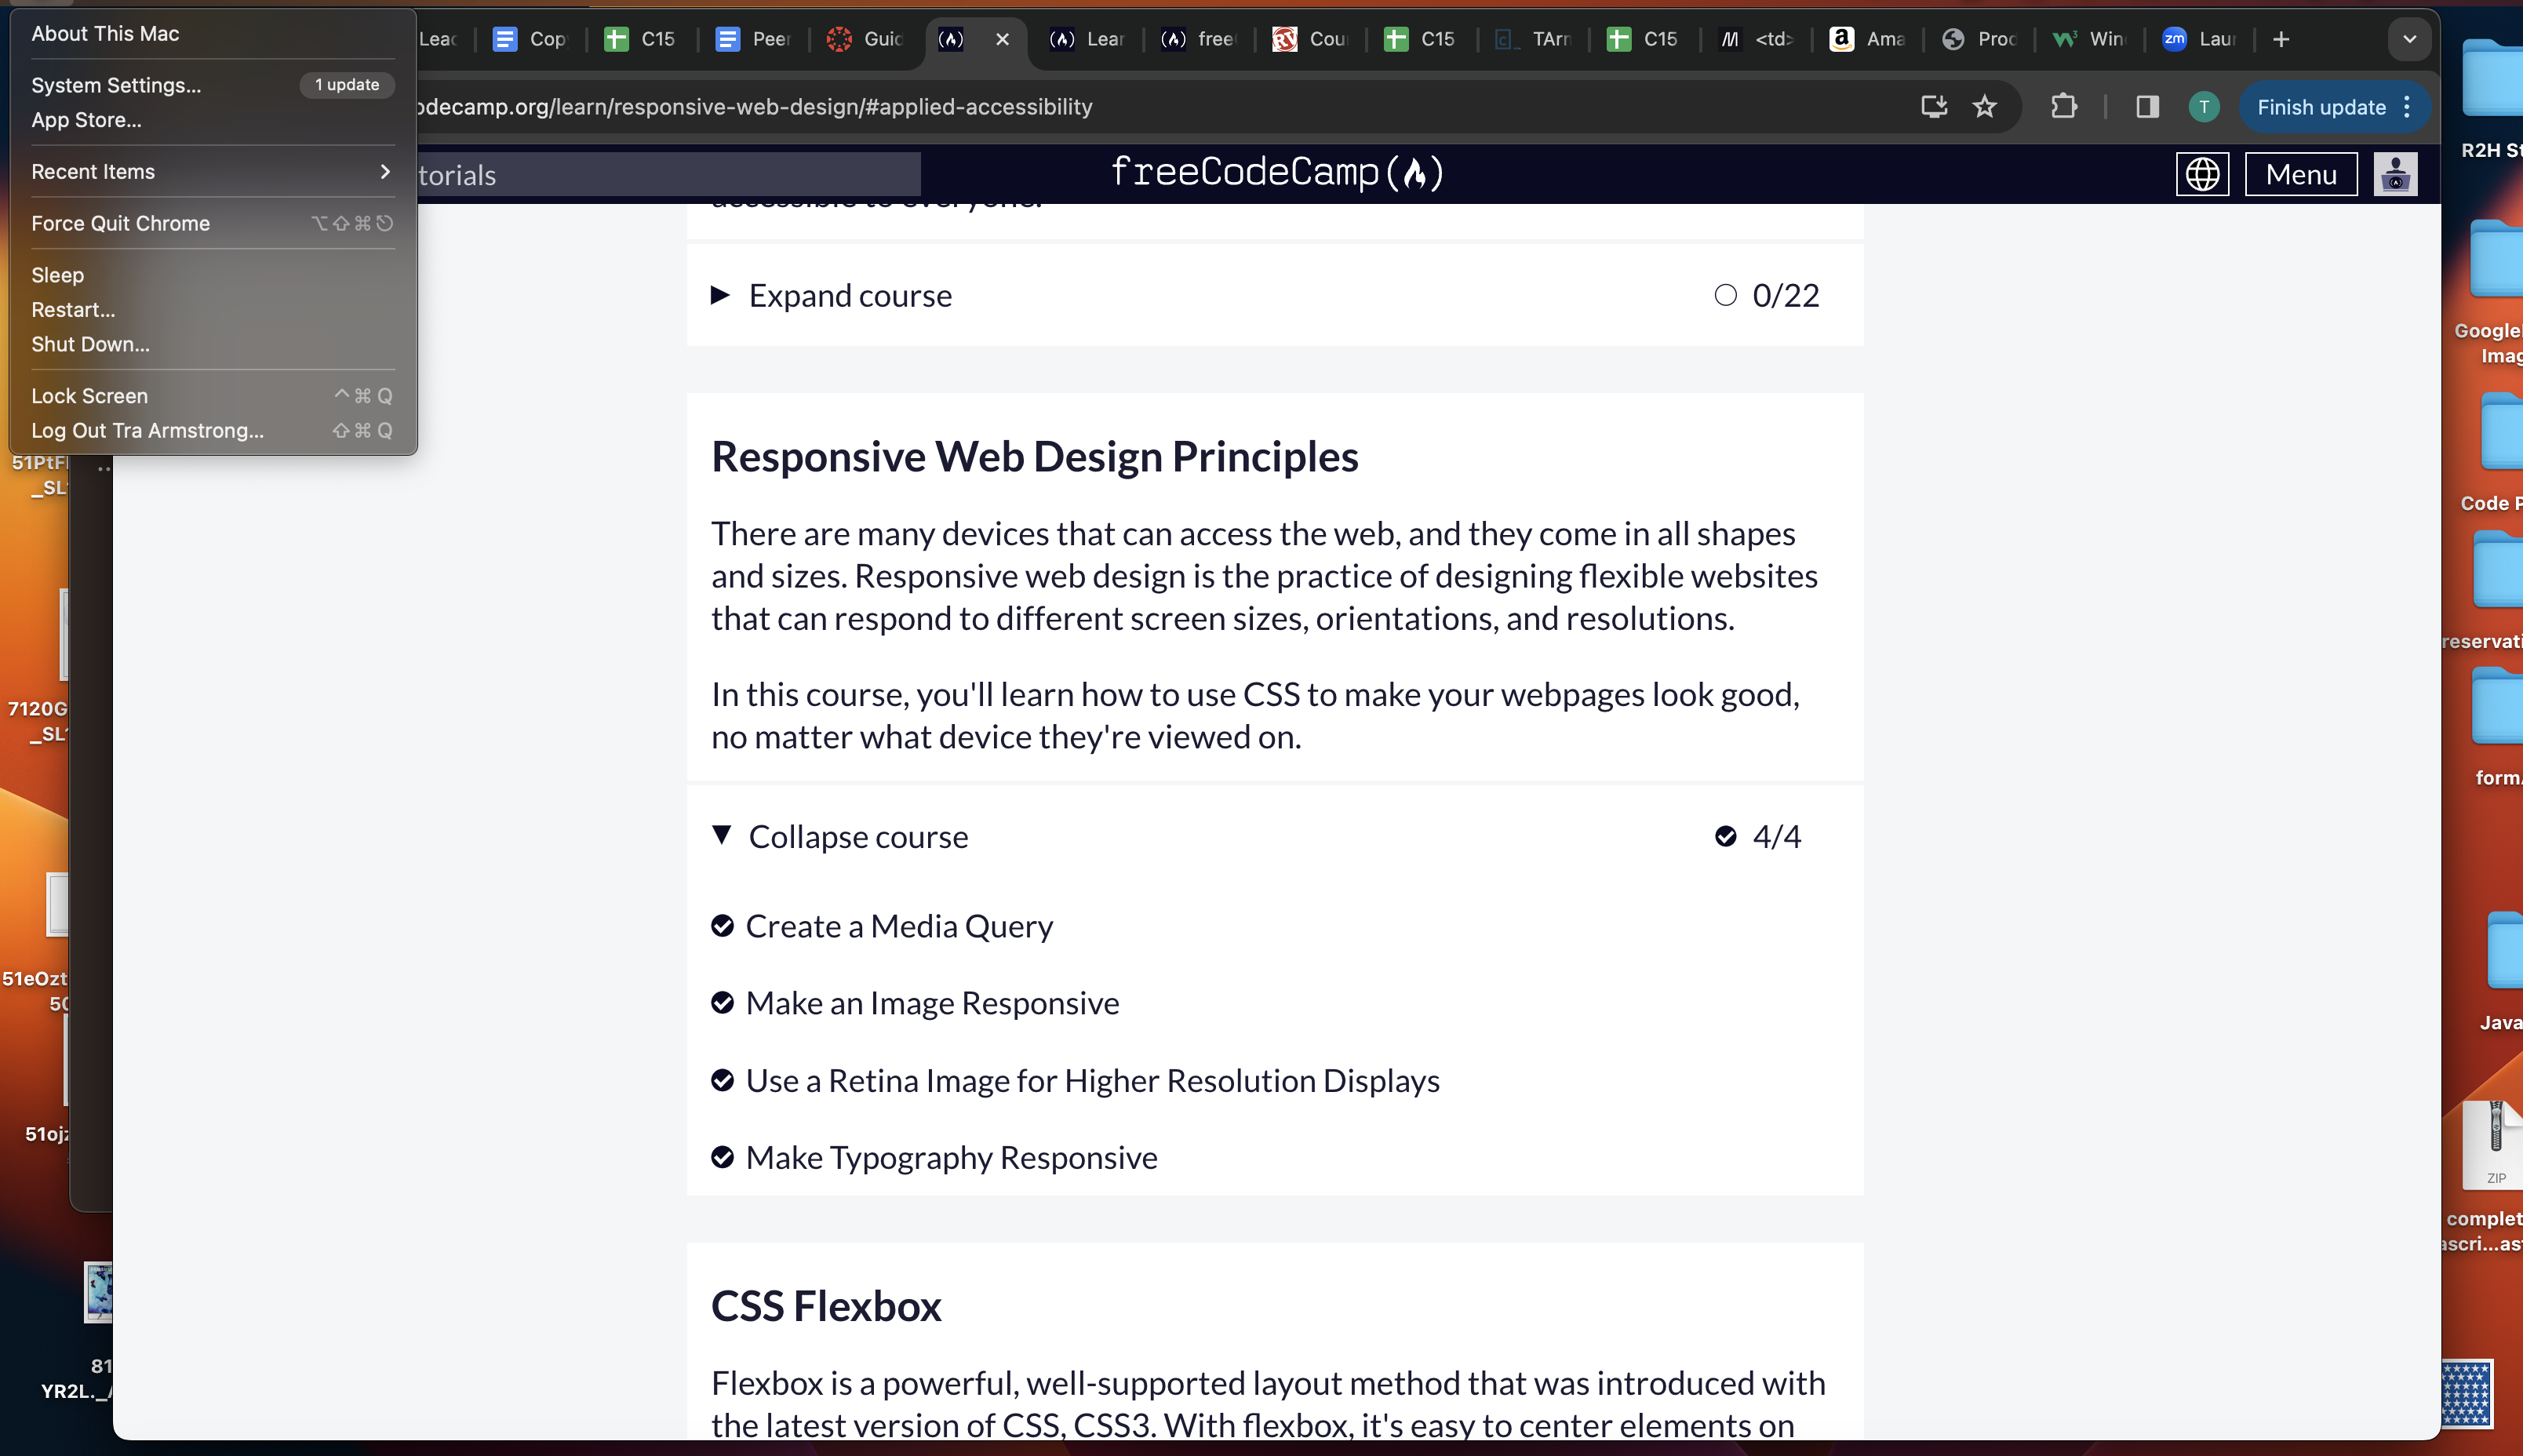 About This Mac
System Settings...
1 update
App Store...
Recent Items
Force Quit Chrome
Sleep
Restart...
Shut Down...
Lock Screen
^⌘Q
Log Out Tra Armstrong...
⇧⌘Q
Cop
C15
Peer
Guid
Lear
free
Cou
C15
TArn
C15
<td>
Ama
Prod
Win
zm
Lau
odecamp.org/learn/responsive-web-design/#applied-accessibility
T
Finish update
torials
freeCodeCamp
Menu
accessible to everyone.
Expand course
0/22
Responsive Web Design Principles
There are many devices that can access the web, and they come in all shapes
and sizes. Responsive web design is the practice of designing flexible websites
that can respond to different screen sizes, orientations, and resolutions.
In this course, you'll learn how to use CSS to make your webpages look good,
no matter what device they're viewed on.
Collapse course
4/4
Create a Media Query
Make an Image Responsive
Use a Retina Image for Higher Resolution Displays
Make Typography Responsive
CSS Flexbox
Flexbox is a powerful, well-supported layout method that was introduced with
the latest version of CSS, CSS3. With flexbox, it's easy to center elements on
51PtF
_SL
7120G
_SL
51eOzt
50
51ojz
81
YR2L._
R2H St
Google
Imag
Code P
reservati
form
Java
ZIP
complet
ascri...as